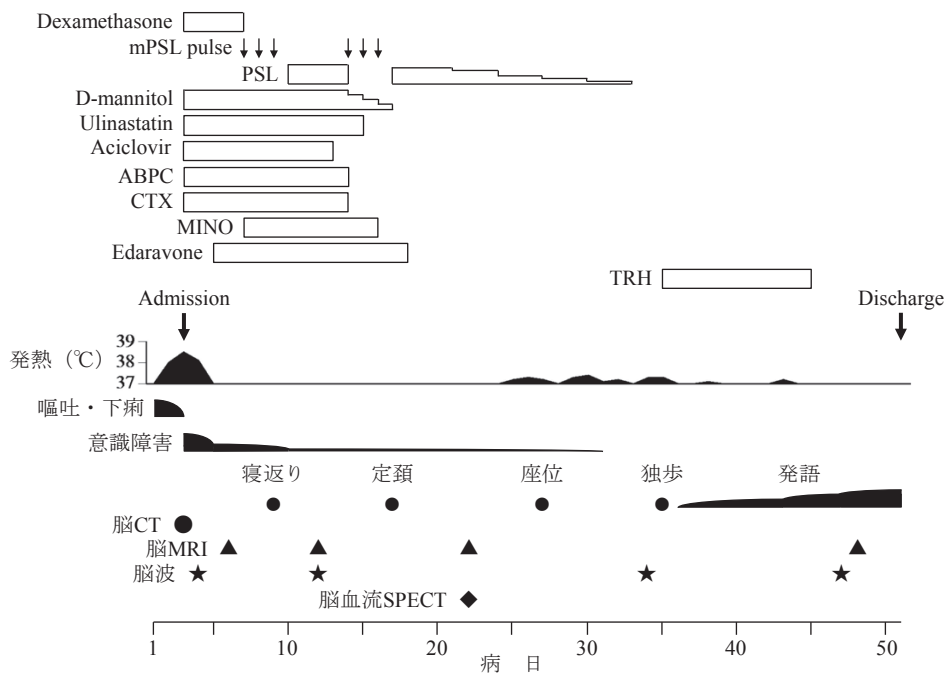 Dexamethasone
mPSL pulse
PSL
D-mannitol
Ulinastatin
Aciclovir
ABPC
CTX
MINO
Edaravone
TRH
Admission
Discharge
発熱（℃）
39
38
37
嘔吐・下痢
意識障害
寝返り 定頚 座位 独歩 発語
脳CT
脳MRI
脳波
脳血流SPECT
1 10 20 30 40 50
病 日